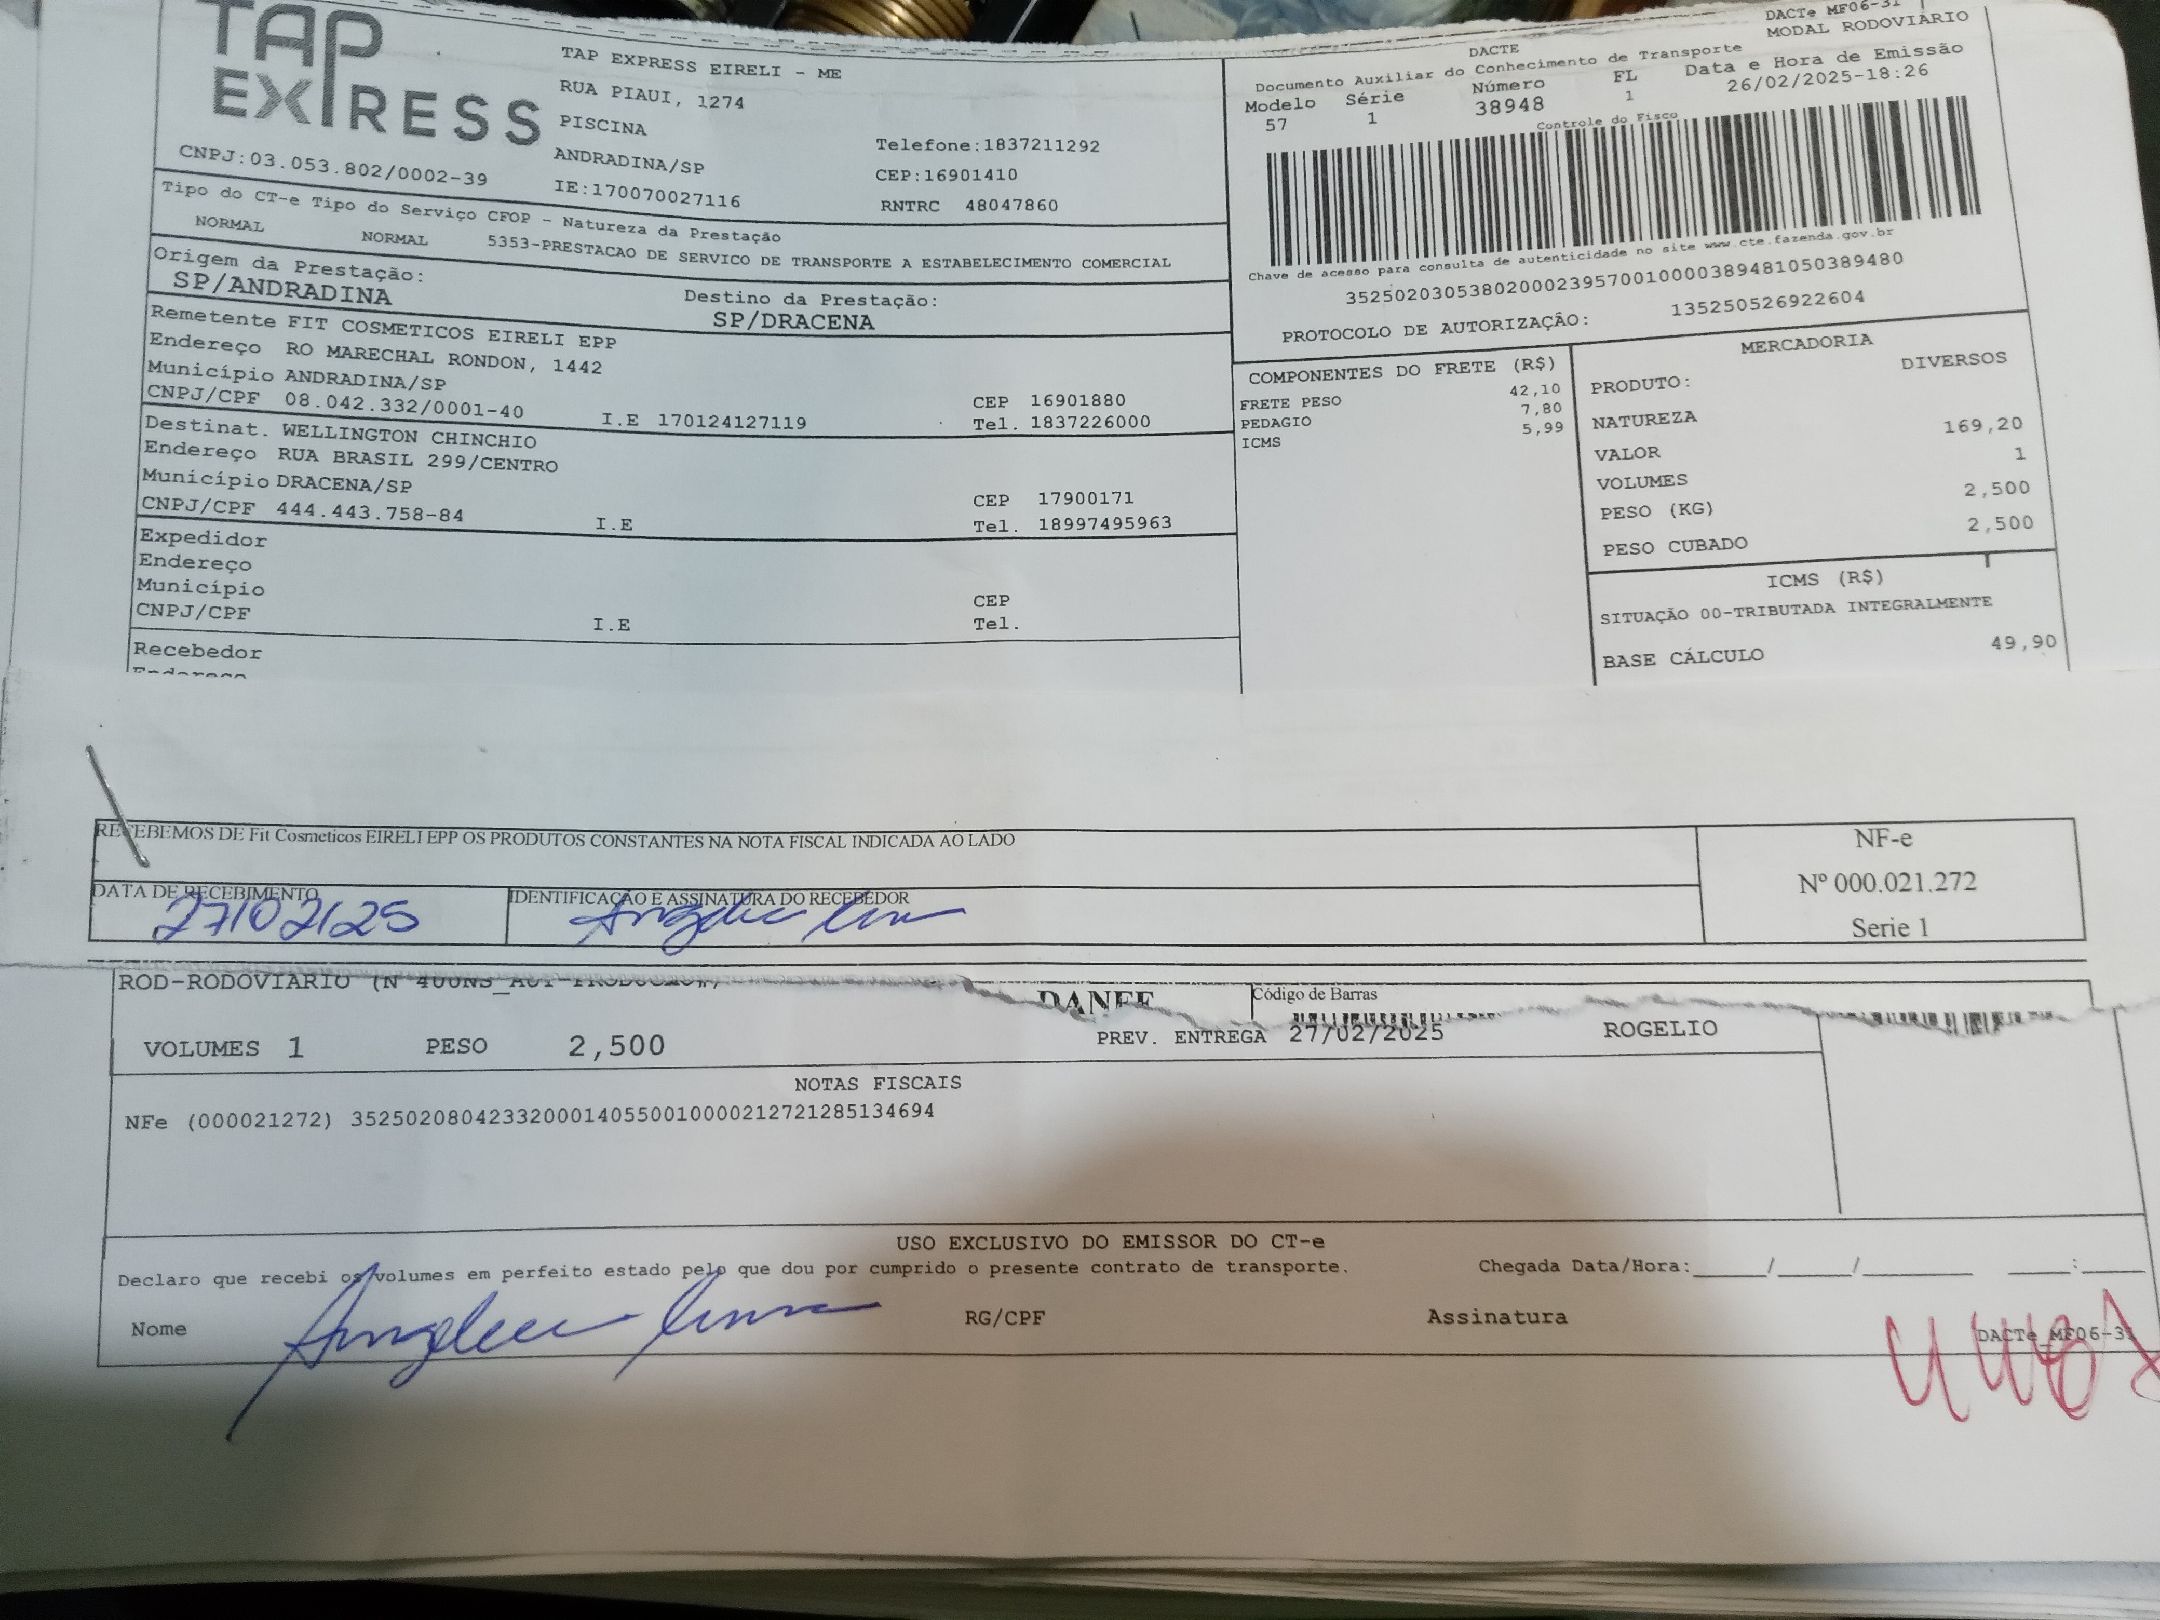 TAP EXPRESS
TAP EXPRESS EIRELI - ME
RUA PIAUI, 1274
PISCINA
ANDRADINA/SP
IE:170070027116
Telefone:1837211292
CEP:16901410
RNTRC 48047860
CNPJ:03.053.802/0002-39
Tipo do CT-e Tipo do Serviço CFOP - Natureza da Prestação
NORMAL NORMAL 5353-PRESTACAO DE SERVICO DE TRANSPORTE A ESTABELECIMENTO COMERCIAL
Origem da Prestação:
SP/ANDRADINA
Destino da Prestação:
SP/DRACENA
Remetente FIT COSMETICOS EIRELI EPP
Endereço RO MARECHAL RONDON, 1442
Município ANDRADINA/SP CEP 16901880
CNPJ/CPF 08.042.332/0001-40 I.E 170124127119 Tel. 1837226000
Destinat. WELLINGTON CHINCHIO
Endereço RUA BRASIL 299/CENTRO
Município DRACENA/SP CEP 17900171
CNPJ/CPF 444.443.758-84 I.E Tel. 18997495963
Expedidor
Endereço
Município CEP
CNPJ/CPF I.E Tel.
Recebedor
Endereço
DACTe MF06-31
MODAL RODOVIÁRIO
DACTE
Documento Auxiliar do Conhecimento de Transporte
Modelo Série Número FL Data e Hora de Emissão
57 1 38948 1 26/02/2025-18:26
Controle do Fisco
Chave de acesso para consulta de autenticidade no site www.cte.fazenda.gov.br
35250203053802000239570010000389481050389480
PROTOCOLO DE AUTORIZAÇÃO: 135250526922604
COMPONENTES DO FRETE (R$)
FRETE PESO 42,10
PEDAGIO 7,80
ICMS 5,99
MERCADORIA
PRODUTO: DIVERSOS
NATUREZA
VALOR 169,20
VOLUMES 1
PESO (KG) 2,500
PESO CUBADO 2,500
ICMS (R$)
SITUAÇÃO 00-TRIBUTADA INTEGRALMENTE
BASE CÁLCULO 49,90
RECEBEMOS DE Fit Cosmeticos EIRELI EPP OS PRODUTOS CONSTANTES NA NOTA FISCAL INDICADA AO LADO
DATA DE RECEBIMENTO
27/02/25
IDENTIFICAÇÃO E ASSINATURA DO RECEBEDOR
NF-e
Nº 000.021.272
Serie 1
ROD-RODOVIARIO
DANFE
Código de Barras
VOLUMES 1 PESO 2,500 PREV. ENTREGA 27/02/2025 ROGELIO
NOTAS FISCAIS
NFe (000021272) 35250208042332000140550010000212721285134694
USO EXCLUSIVO DO EMISSOR DO CT-e
Declaro que recebi os volumes em perfeito estado pelo que dou por cumprido o presente contrato de transporte. Chegada Data/Hora:____/____/______ ___:___
Nome RG/CPF Assinatura
DACTe MF06-31